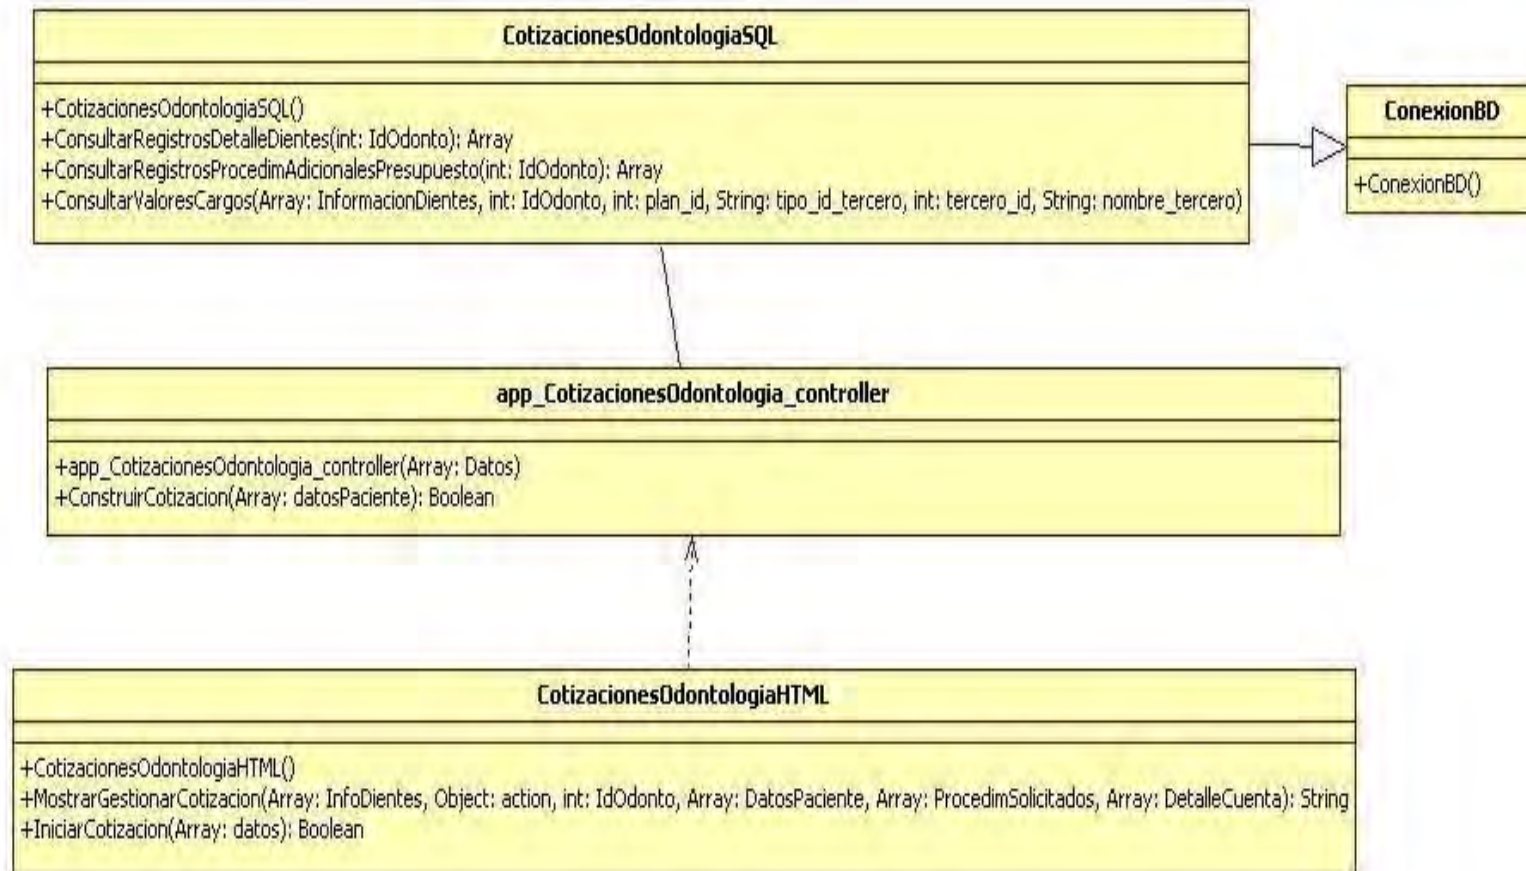 CotizacionesOdontologiaSQL
+CotizacionesOdontologiaSQL()
+ConsultarRegistrosDetalleDientes(int: IdOdonto): Array
+ConsultarRegistrosProcedimAdicionalesPresupuesto(int: IdOdonto): Array
+ConsultarValoresCargos(Array: InformacionDientes, int: IdOdonto, int: plan_id, String: tipo_id_tercero, int: tercero_id, String: nombre_tercero)
ConexionBD
+ConexionBD()
app_CotizacionesOdontologia_controller
+app_CotizacionesOdontologia_controller(Array: Datos)
+ConstruirCotizacion(Array: datosPaciente): Boolean
CotizacionesOdontologiaHTML
+CotizacionesOdontologiaHTML()
+MostrarGestionarCotizacion(Array: InfoDientes, Object: action, int: IdOdonto, Array: DatosPaciente, Array: ProcedimSolicitados, Array: DetalleCuenta): String
+IniciarCotizacion(Array: datos): Boolean